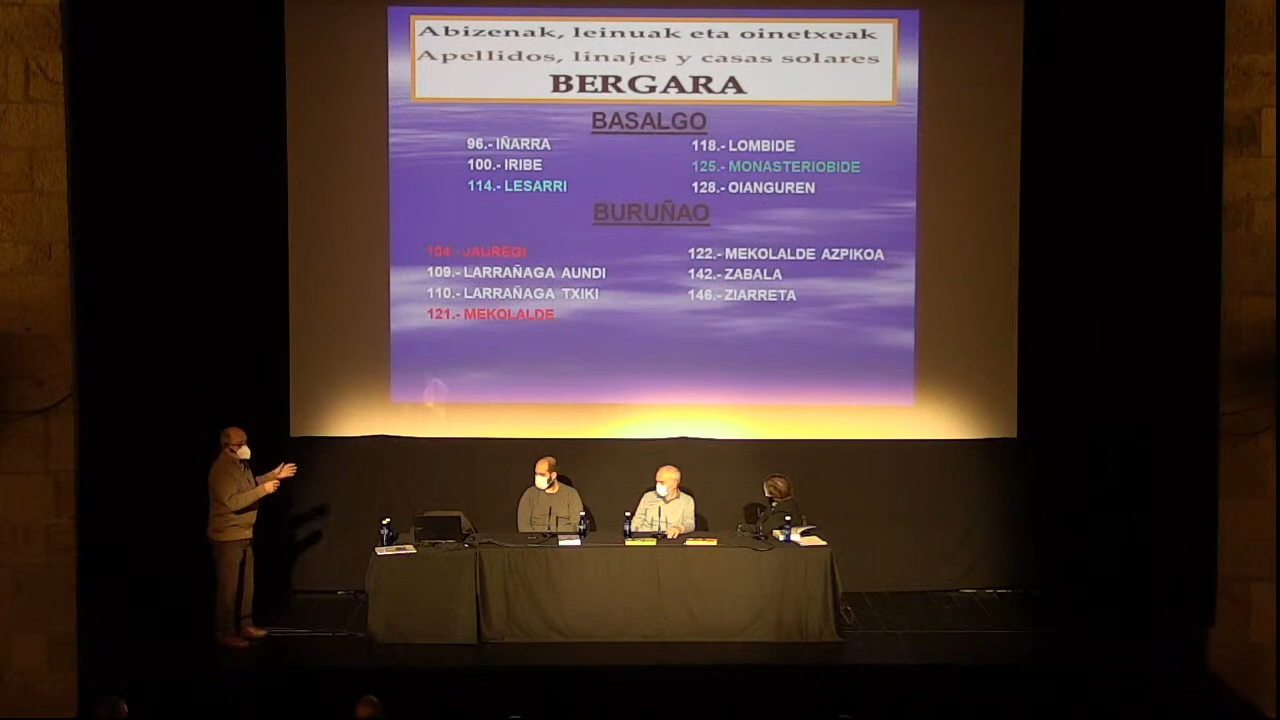 Abizenak, leinuak eta oinetxeak
Apellidos, linajes y casas solares
BERGARA
BASALGO
96.- IÑARRA
100.- IRIBE
114.- LESARRI
118.- LOMBIDE
125.- MONASTERIOBIDE
128.- OIANGUREN
BURUÑAO
104.- JAUREGI
109.- LARRAÑAGA AUNDI
110.- LARRAÑAGA TXIKI
121.- MEKOLALDE
122.- MEKOLALDE AZPIKOA
142.- ZABALA
146.- ZIARRETA